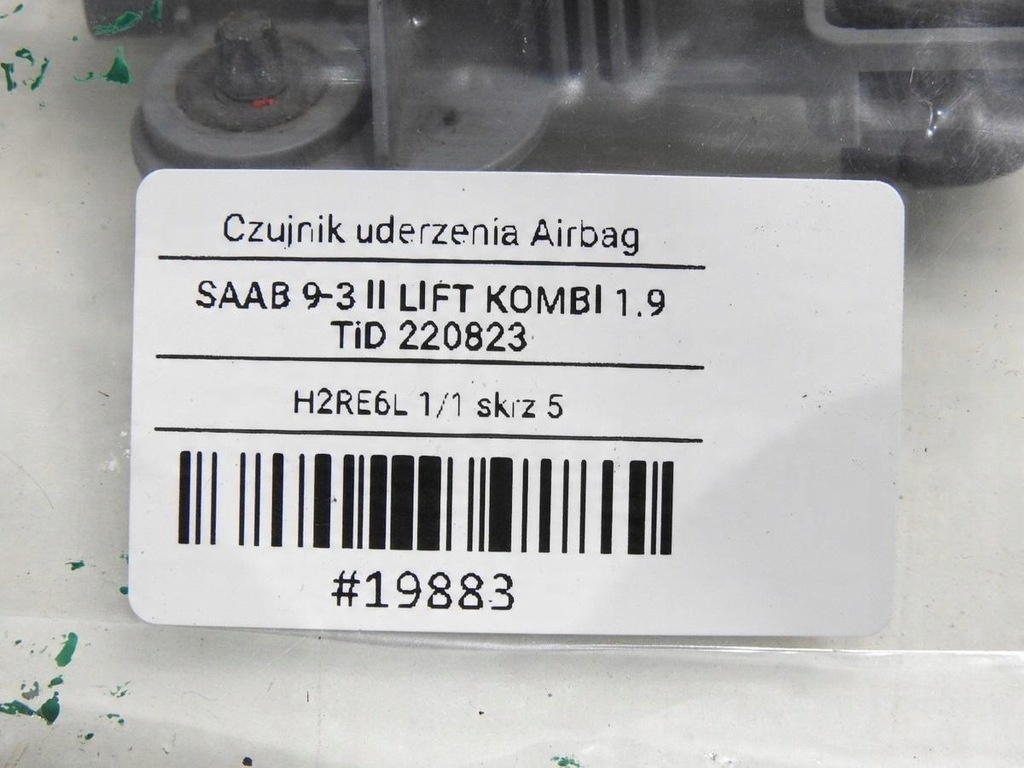 Czujnik uderzenia Airbag
SAAB 9-3 II LIFT KOMBI 1.9
TiD 220823
H2RE6L 1/1 skrz 5
#19883